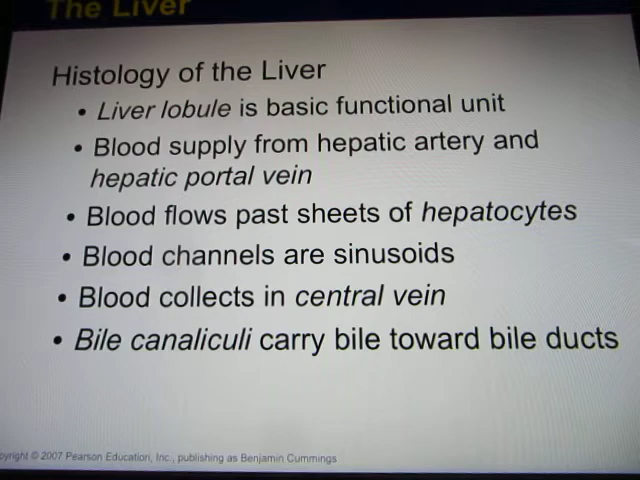 The Liver
Histology of the Liver
• Liver lobule is basic functional unit
• Blood supply from hepatic artery and
hepatic portal vein
• Blood flows past sheets of hepatocytes
• Blood channels are sinusoids
• Blood collects in central vein
• Bile canaliculi carry bile toward bile ducts
opyright © 2007 Pearson Education, Inc., publishing as Benjamin Cummings